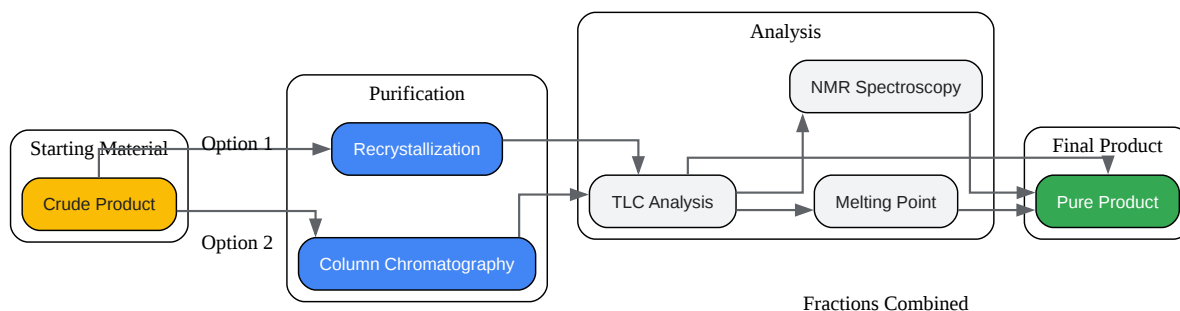 Analysis
Purification
NMR Spectroscopy
Starting Material
Option 1
Recrystallization
Final Product
Crude Product
TLC Analysis
Melting Point
Pure Product
Option 2
Column Chromatography
Fractions Combined